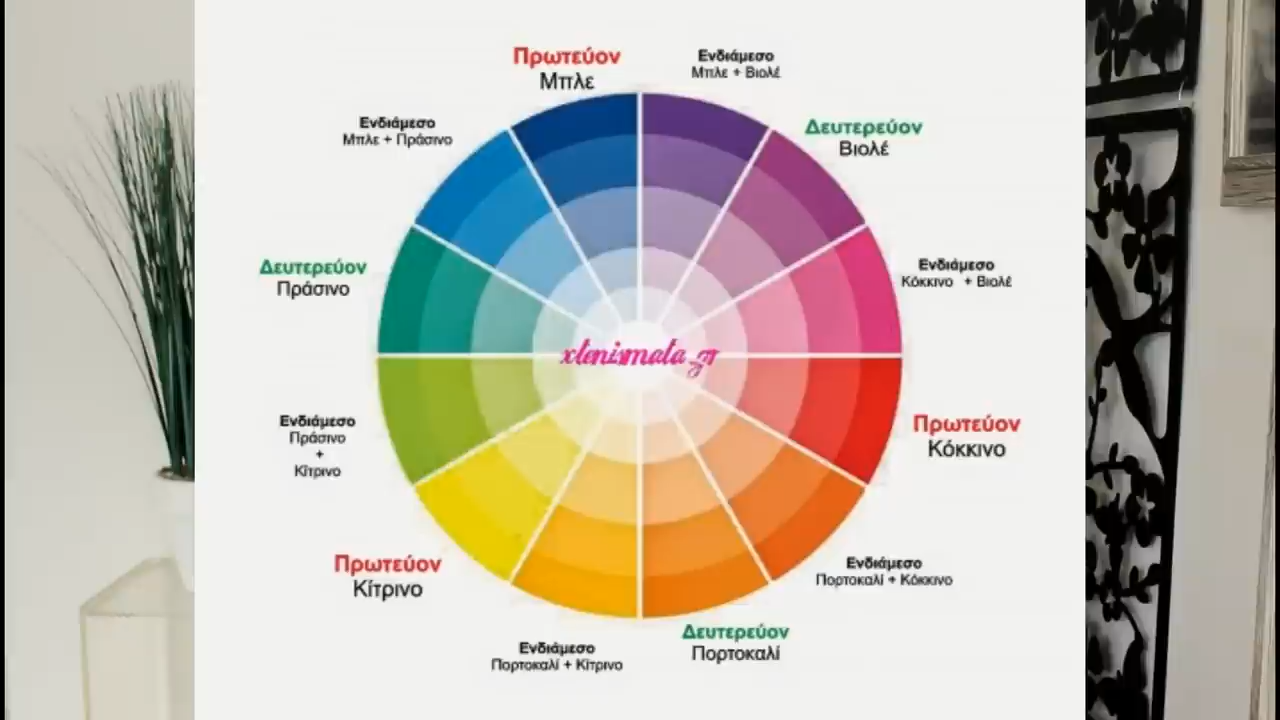 Πρωτεύον
Μπλε
Ενδιάμεσο
Μπλε + Βιολέ
Δευτερεύον
Βιολέ
Ενδιάμεσο
Κόκκινο + Βιολέ
Πρωτεύον
Κόκκινο
Ενδιάμεσο
Πορτοκαλί + Κόκκινο
Δευτερεύον
Πορτοκαλί
Ενδιάμεσο
Πορτοκαλί + Κίτρινο
Πρωτεύον
Κίτρινο
Ενδιάμεσο
Πράσινο
+
Κίτρινο
Δευτερεύον
Πράσινο
Ενδιάμεσο
Μπλε + Πράσινο
xtenismata.gr